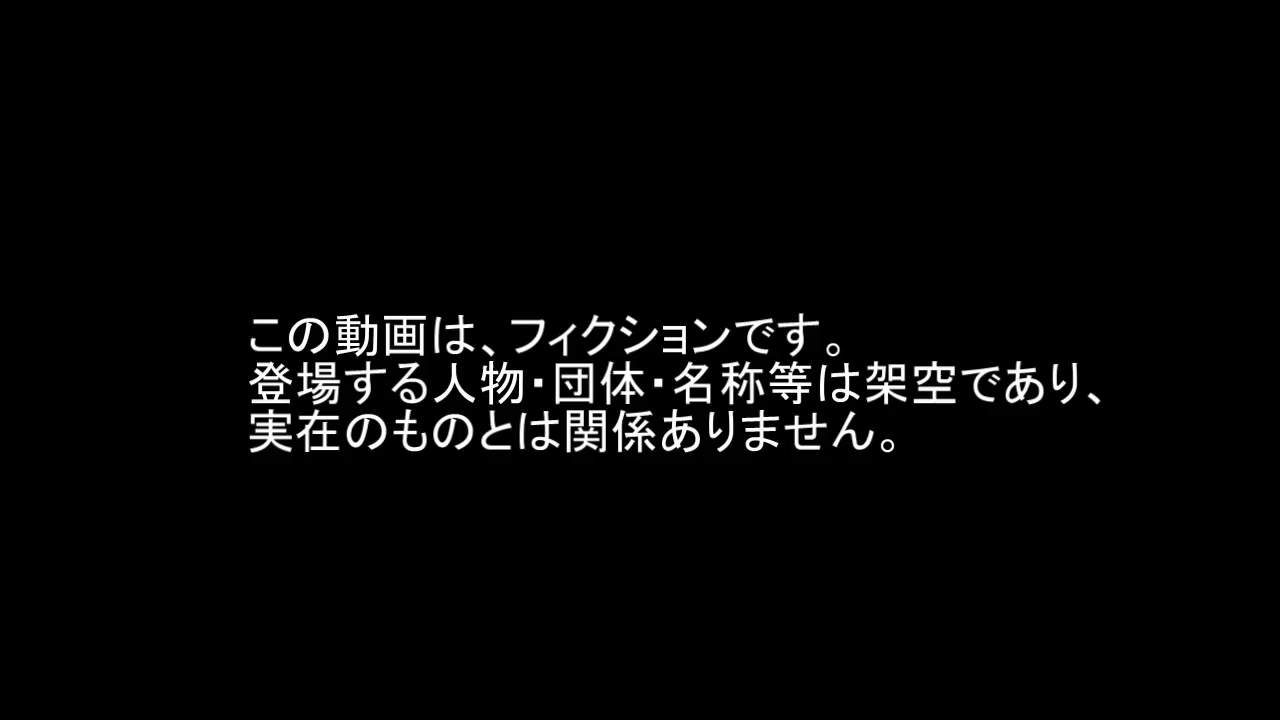 この動画は、フィクションです。
登場する人物・団体・名称等は架空であり、
実在のものとは関係ありません。